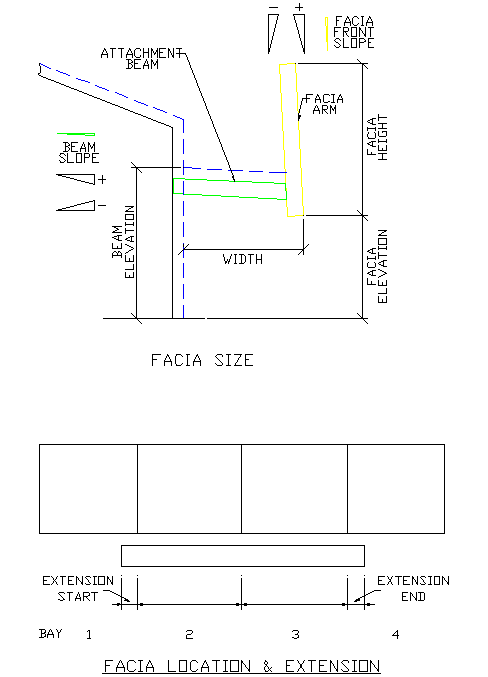 - +
FACIA
FRONT
SLOPE
ATTACHMENT
BEAM
FACIA
ARM
FACIA
HEIGHT
BEAM
SLOPE
+
-
BEAM
ELEVATION
WIDTH
FACIA
ELEVATION
FACIA SIZE
EXTENSION
START
EXTENSION
END
BAY 1 2 3 4
FACIA LOCATION & EXTENSION